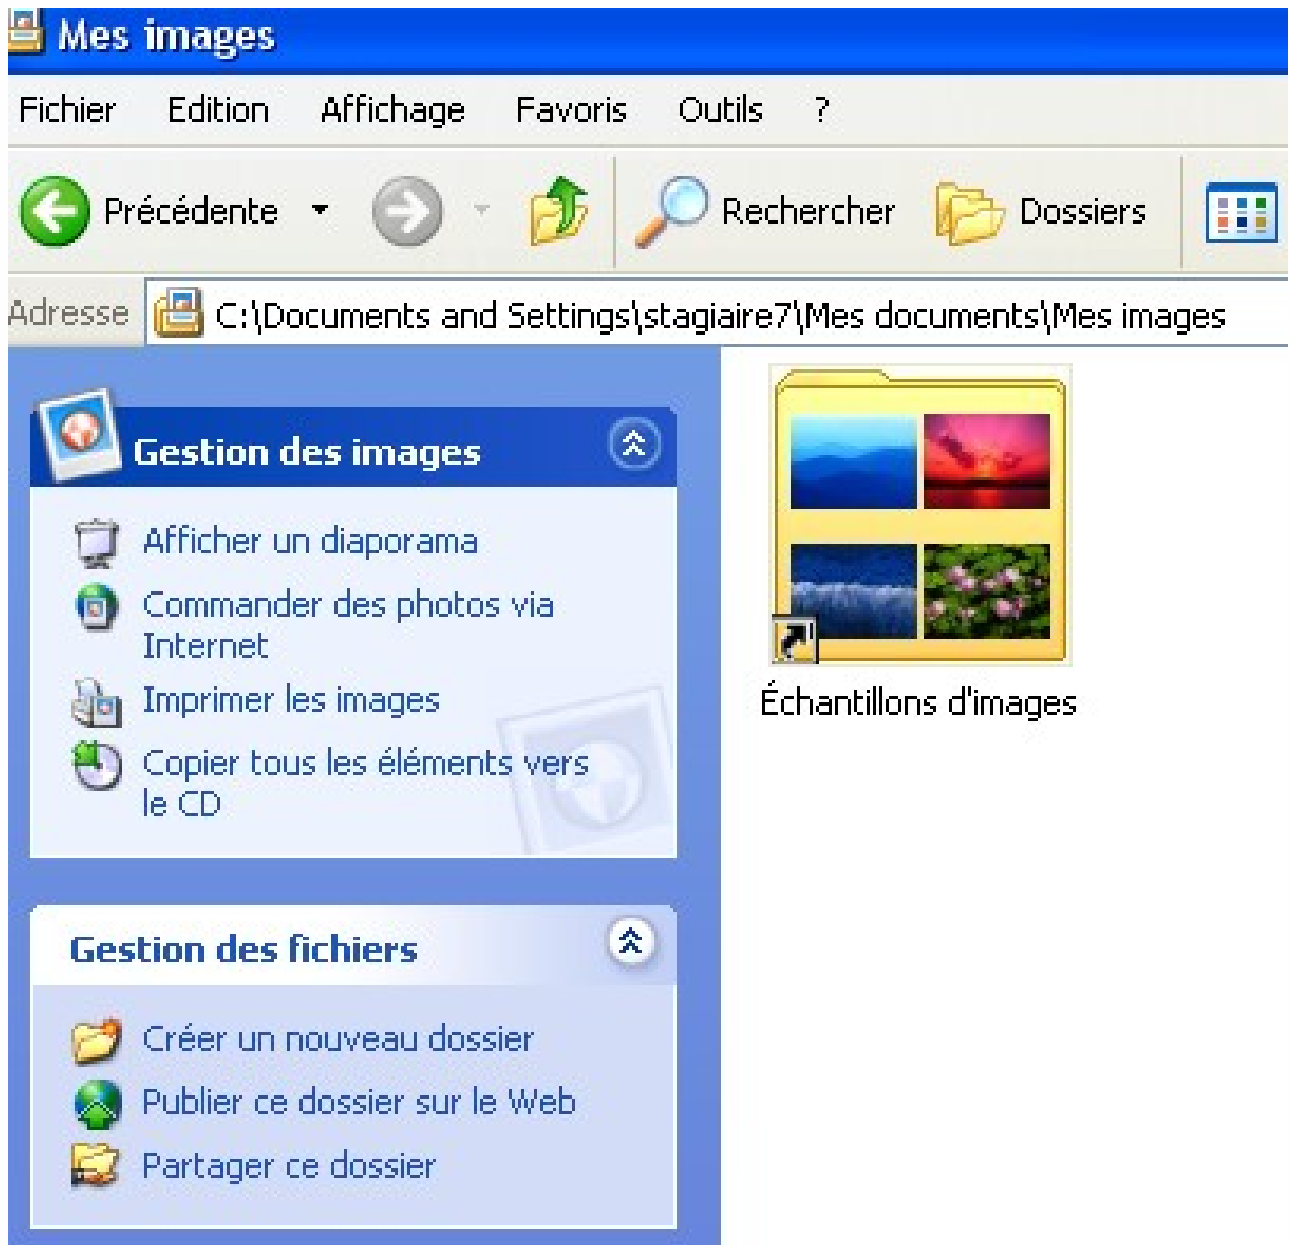 Mes images
Fichier Edition Affichage Favoris Outils ?
Précédente Rechercher Dossiers
Adresse C:\Documents and Settings\stagiaire7\Mes documents\Mes images
Gestion des images
Afficher un diaporama
Commander des photos via
Internet
Imprimer les images
Copier tous les éléments vers
le CD
Échantillons d'images
Gestion des fichiers
Créer un nouveau dossier
Publier ce dossier sur le Web
Partager ce dossier